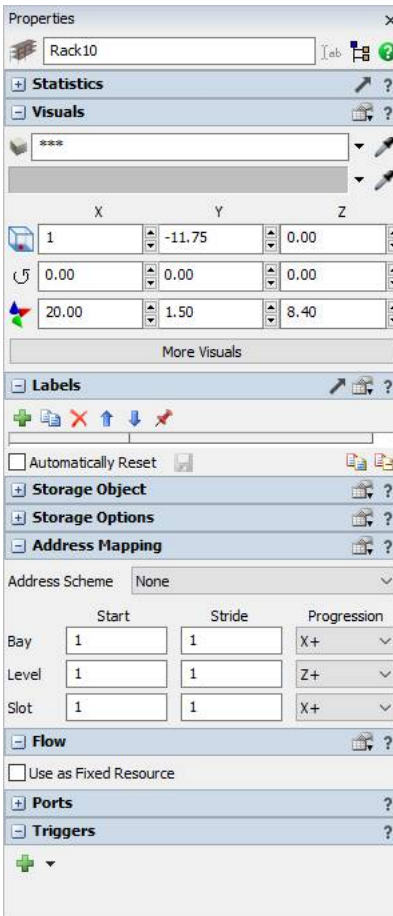 Properties
Rack10
Statistics
Visuals
***
X Y Z
1 -11.75 0.00
0.00 0.00 0.00
20.00 1.50 8.40
More Visuals
Labels
Automatically Reset
Storage Object
Storage Options
Address Mapping
Address Scheme None
Start Stride Progression
Bay 1 1 X+
Level 1 1 Z+
Slot 1 1 X+
Flow
Use as Fixed Resource
Ports
Triggers